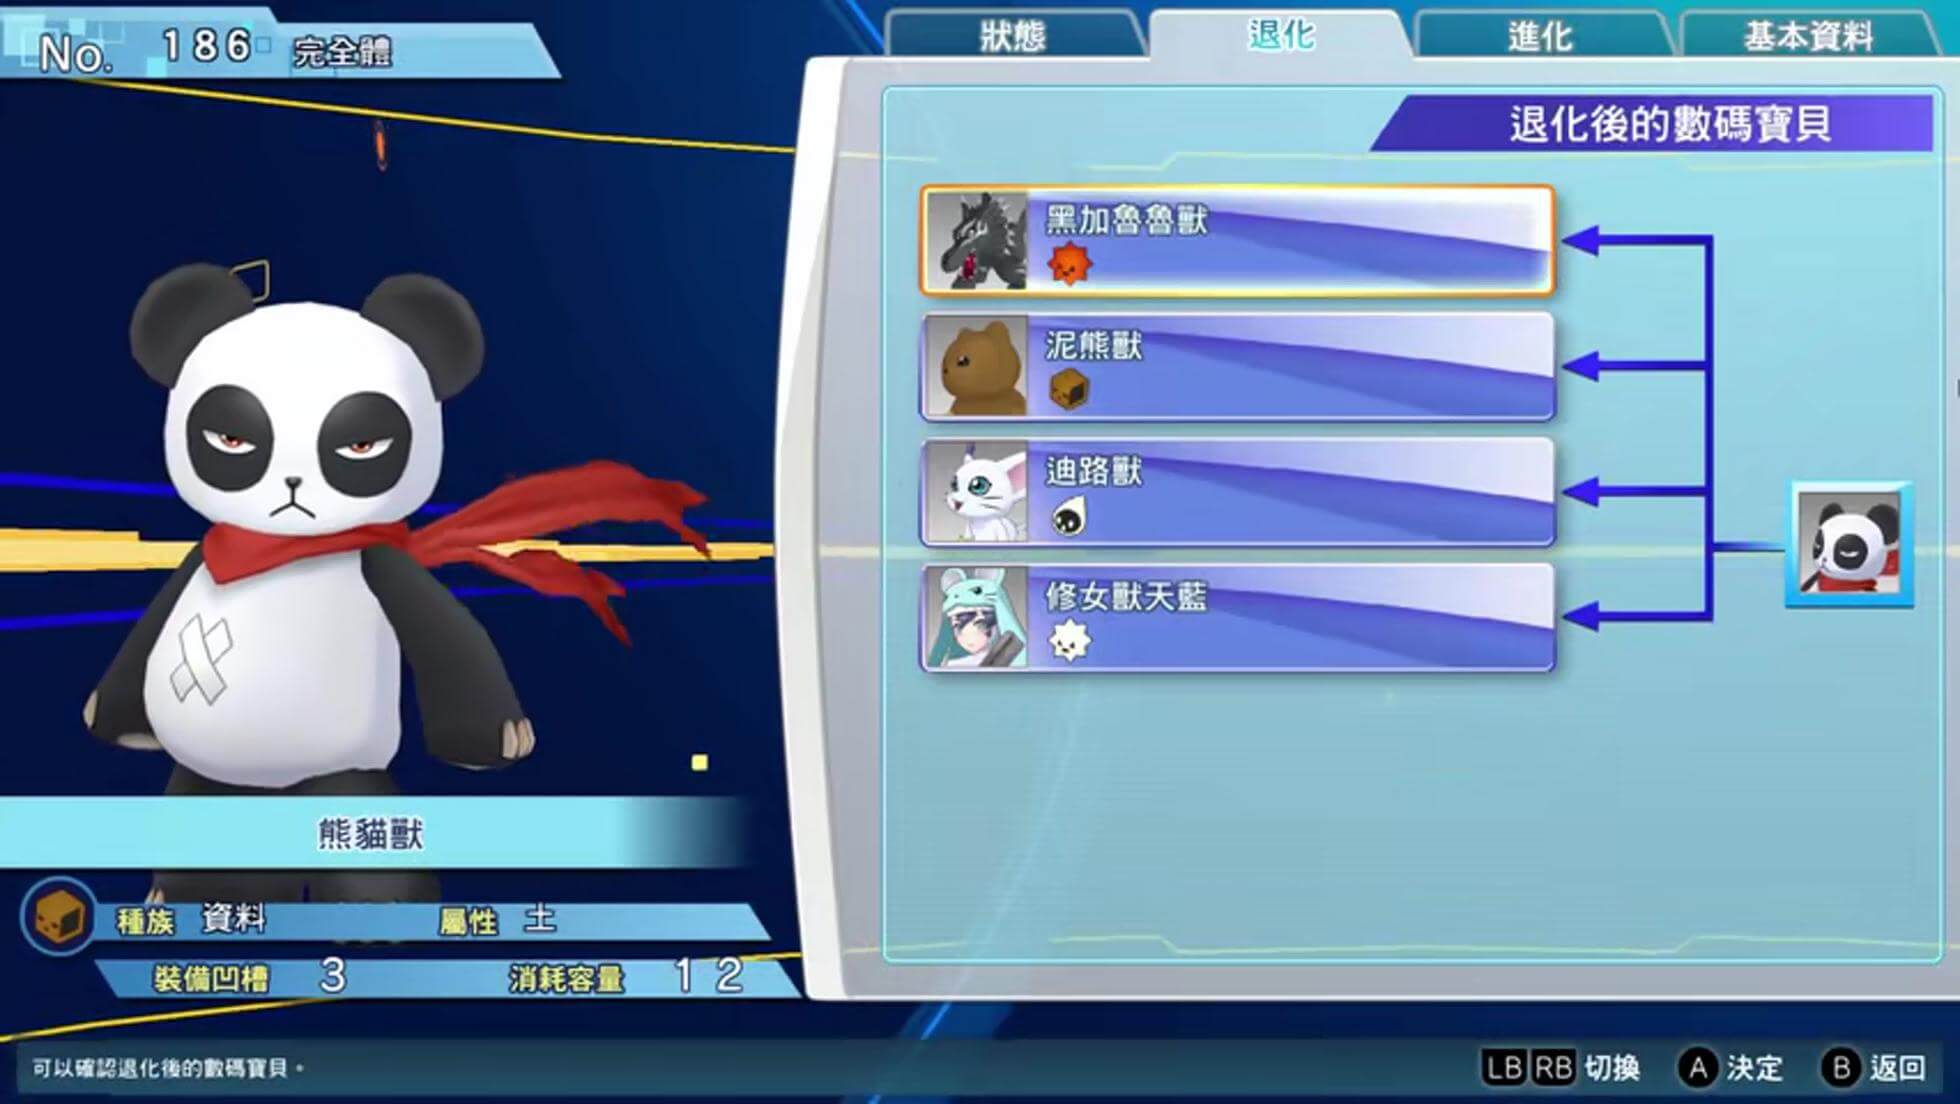 No. 186 完全體
狀態 退化 進化 基本資料
退化後的數碼寶貝
黑加魯魯獸
泥熊獸
迪路獸
修女獸天藍
熊貓獸
種族 資料 屬性 土
裝備凹槽 3 消耗容量 12
可以確認退化後的數碼寶貝。
LB RB 切換 A 決定 B 返回